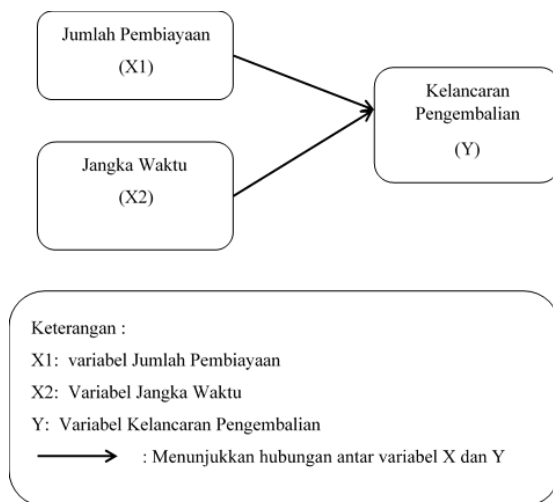 Jumlah Pembiayaan
(X1)
Kelancaran
Pengembalian
(Y)
Jangka Waktu
(X2)
Keterangan :
X1: variabel Jumlah Pembiayaan
X2: Variabel Jangka Waktu
Y: Variabel Kelancaran Pengembalian
: Menunjukkan hubungan antar variabel X dan Y